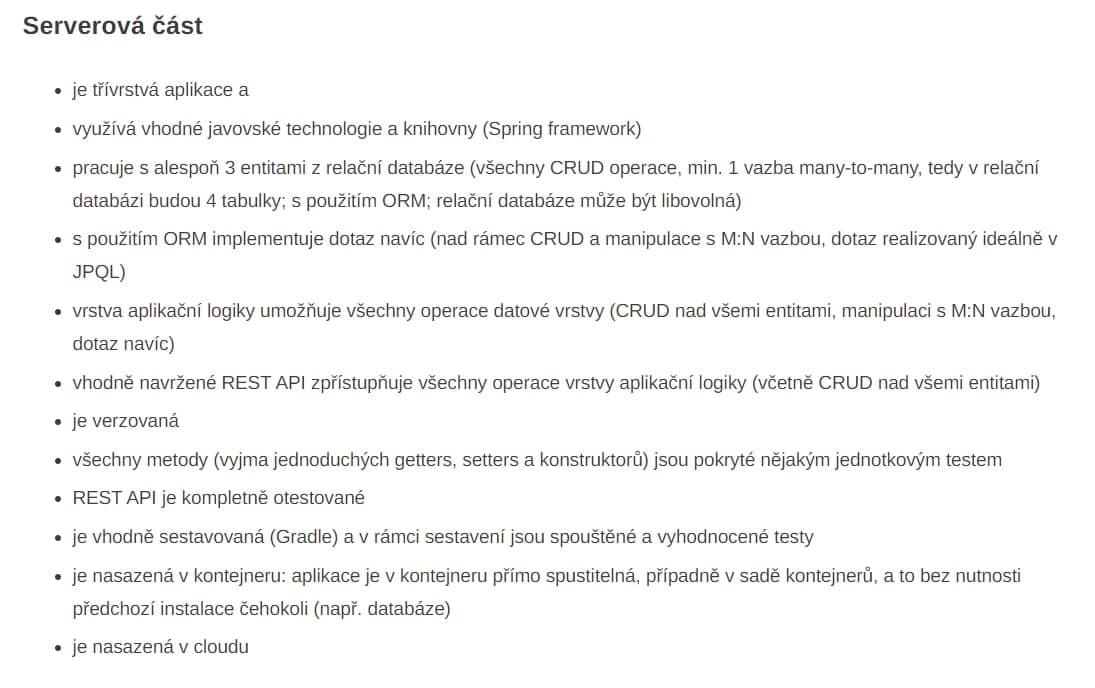 Serverová část
je třívrstvá aplikace a
využívá vhodné javovské technologie a knihovny (Spring framework)
pracuje s alespoň 3 entitami z relační databáze (všechny CRUD operace, min. 1 vazba many-to-many, tedy v relační
databázi budou 4 tabulky; s použitím ORM; relační databáze může být libovolná)
s použitím ORM implementuje dotaz navíc (nad rámec CRUD a manipulace s M:N vazbou, dotaz realizovaný ideálně v
JPQL)
vrstva aplikační logiky umožňuje všechny operace datové vrstvy (CRUD nad všemi entitami, manipulaci s M:N vazbou,
dotaz navíc)
vhodně navržené REST API zpřístupňuje všechny operace vrstvy aplikační logiky (včetně CRUD nad všemi entitami)
je verzovaná
všechny metody (vyjma jednoduchých getters, setters a konstruktorů) jsou pokryté nějakým jednotkovým testem
REST API je kompletně otestované
je vhodně sestavovaná (Gradle) a v rámci sestavení jsou spouštěné a vyhodnocené testy
je nasazená v kontejneru: aplikace je v kontejneru přímo spustitelná, případně v sadě kontejnerů, a to bez nutnosti
předchozí instalace čehokoli (např. databáze)
je nasazená v cloudu